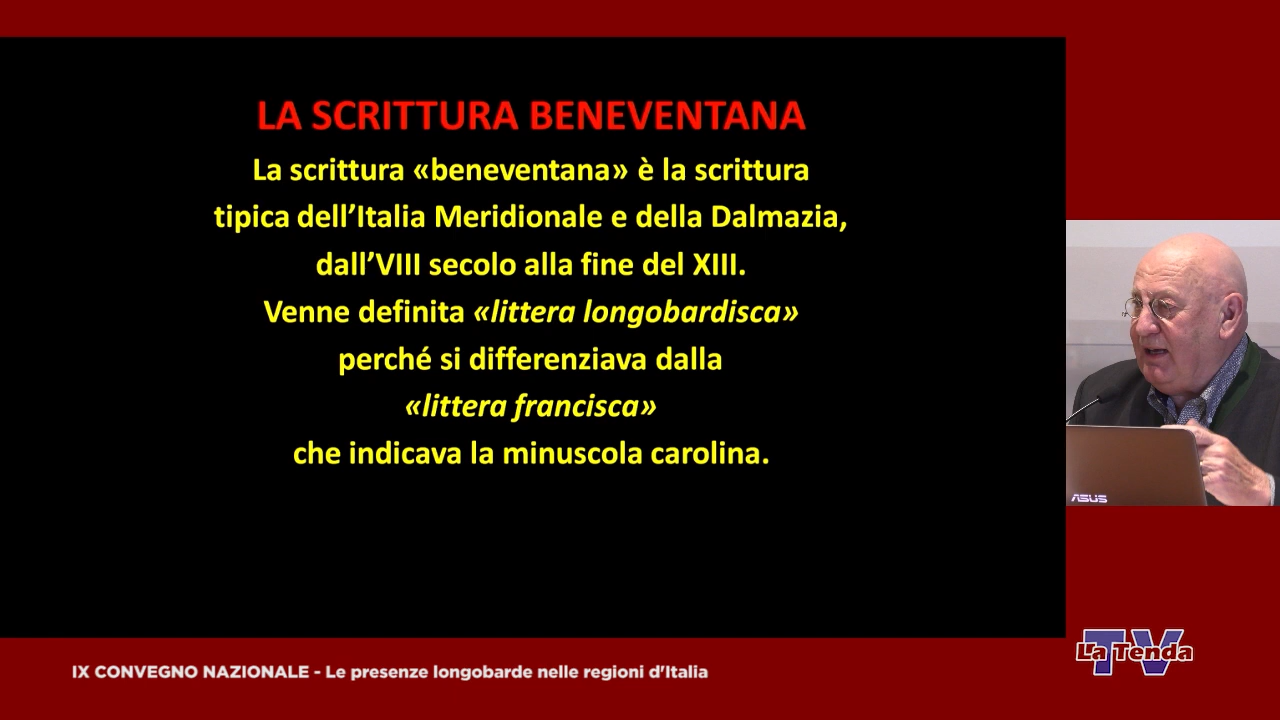 LA SCRITTURA BENEVENTANA
La scrittura «beneventana» è la scrittura
tipica dell’Italia Meridionale e della Dalmazia,
dall’VIII secolo alla fine del XIII.
Venne definita «littera longobardisca»
perché si differenziava dalla
«littera francisca»
che indicava la minuscola carolina.
ASUS
TV
La Tenda
IX CONVEGNO NAZIONALE - Le presenze longobarde nelle regioni d'Italia